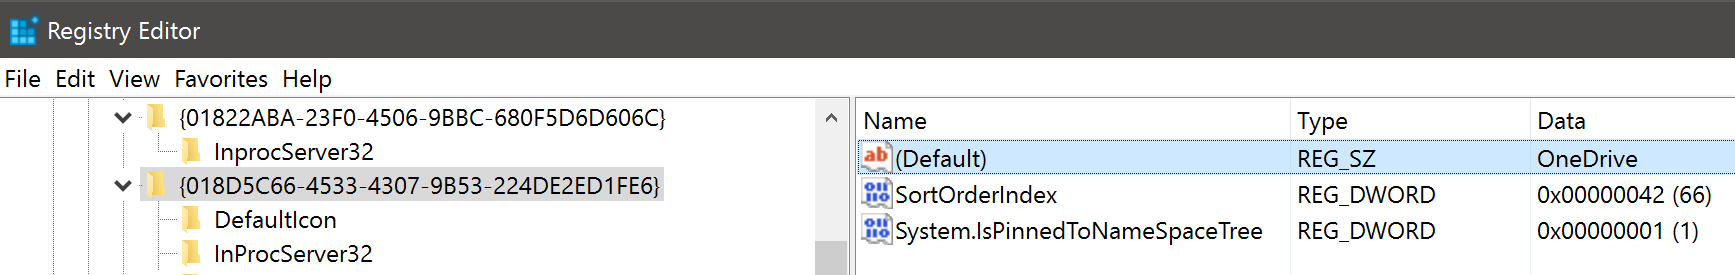 Registry Editor
File Edit View Favorites Help
{01822ABA-23F0-4506-9BBC-680F5D6D606C}
InprocServer32
{018D5C66-4533-4307-9B53-224DE2ED1FE6}
DefaultIcon
InProcServer32
Name Type Data
(Default) REG_SZ OneDrive
SortOrderIndex REG_DWORD 0x00000042 (66)
System.IsPinnedToNameSpaceTree REG_DWORD 0x00000001 (1)